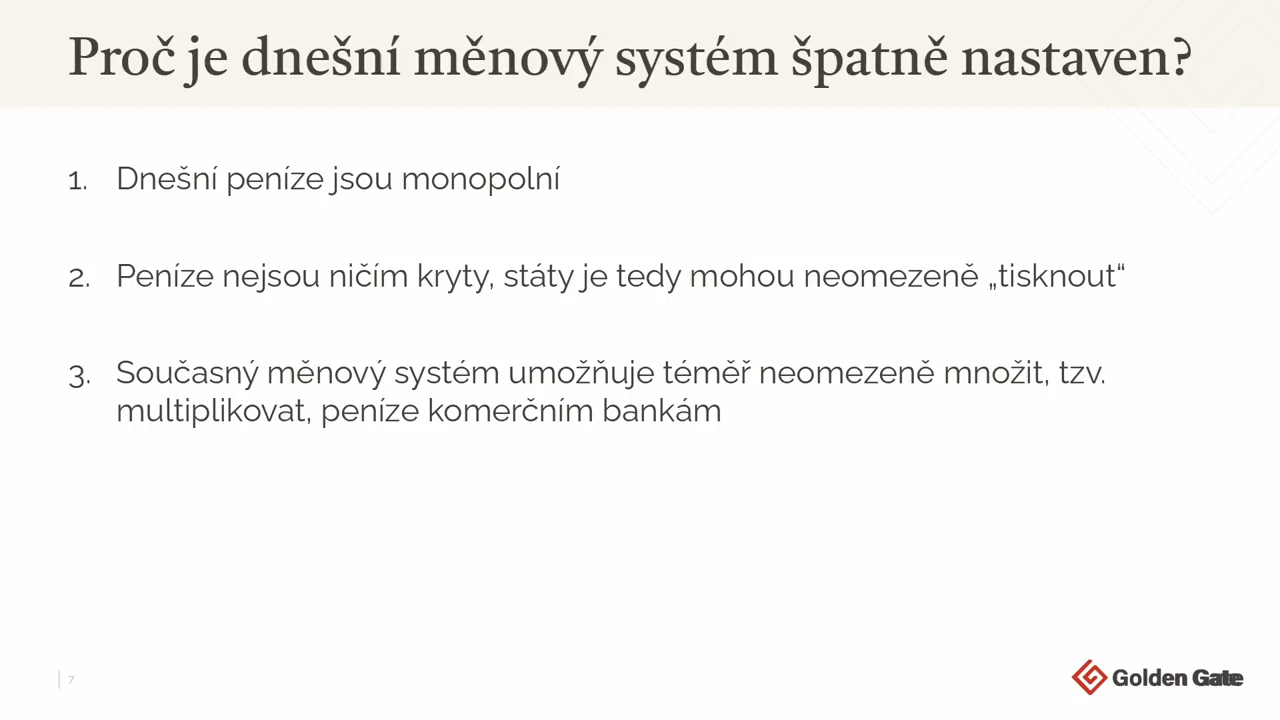 Proč je dnešní měnový systém špatně nastaven?
1. Dnešní peníze jsou monopolní
2. Peníze nejsou ničím kryty, státy je tedy mohou neomezeně „tisknout“
3. Současný měnový systém umožňuje téměř neomezeně množit, tzv.
multiplikovat, peníze komerčním bankám
7
Golden Gate